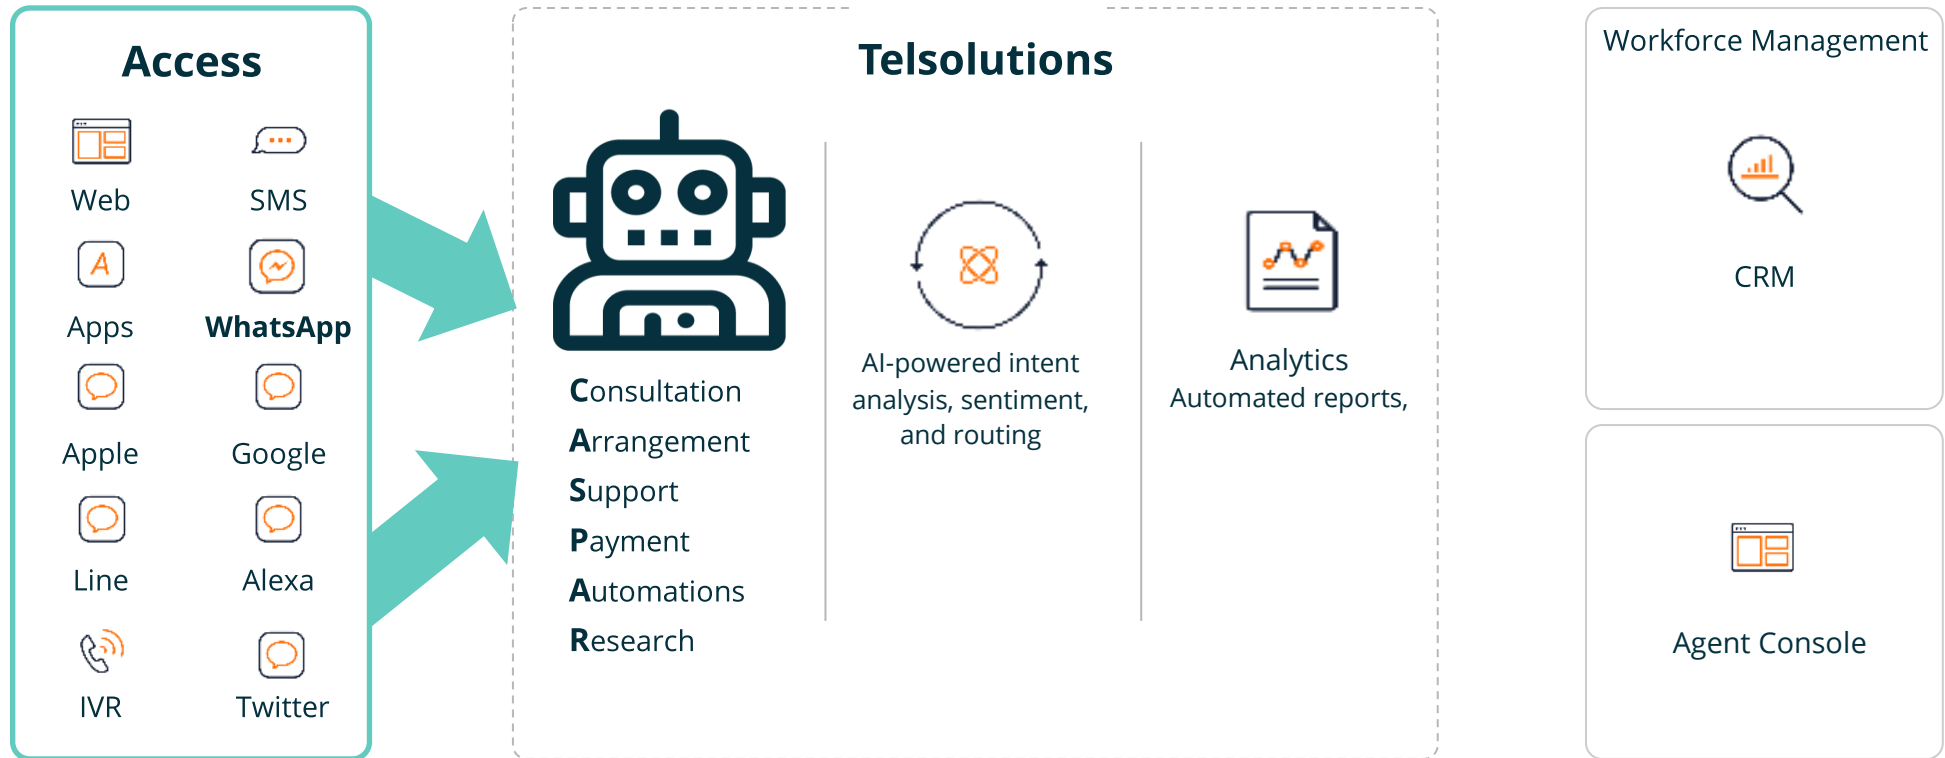 Access
Web
SMS
Apps
WhatsApp
Apple
Google
Line
Alexa
IVR
Twitter
Telsolutions
Consultation
Arrangement
Support
Payment
Automations
Research
AI-powered intent
analysis, sentiment,
and routing
Analytics
Automated reports,
Workforce Management
CRM
Agent Console